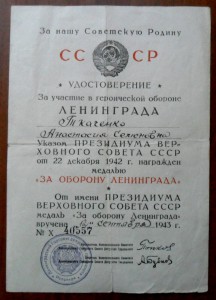 За нашу Советскую Родину
СССР
УДОСТОВЕРЕНИЕ
За участие в героической обороне
ЛЕНИНГРАДА
Ткаченко
Анастасия Семеновна
Указом ПРЕЗИДИУМА ВЕР-
ХОВНОГО СОВЕТА СССР
от 22 декабря 1942 г. награжден
медалью
«ЗА ОБОРОНУ ЛЕНИНГРАДА»
От имени ПРЕЗИДИУМА
ВЕРХОВНОГО СОВЕТА СССР
медаль «За оборону Ленинграда»
вручена сентября 1943 г.
№ X